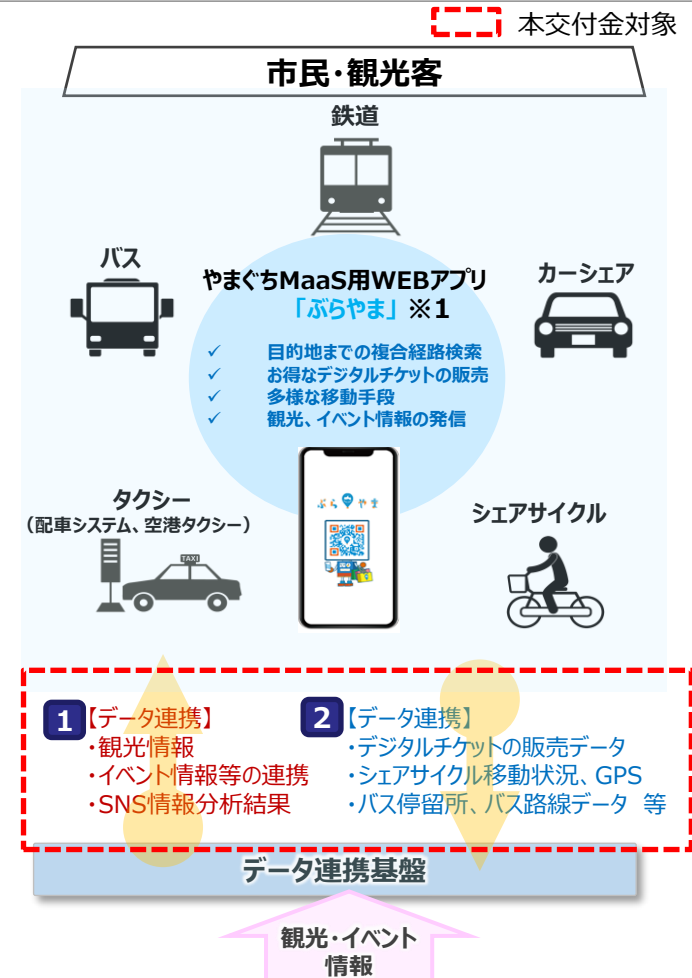 本交付金対象
市民・観光客
鉄道
バス
カーシェア
やまぐちMaaS用WEBアプリ
「ぶらやま」 ※1
✓ 目的地までの複合経路検索
✓ お得なデジタルチケットの販売
✓ 多様な移動手段
✓ 観光、イベント情報の発信
ぶらやま
タクシー
（配車システム、空港タクシー）
TAXI
シェアサイクル
1 【データ連携】
・観光情報
・イベント情報等の連携
・SNS情報分析結果
2 【データ連携】
・デジタルチケットの販売データ
・シェアサイクル移動状況、GPS
・バス停留所、バス路線データ 等
データ連携基盤
観光・イベント
情報